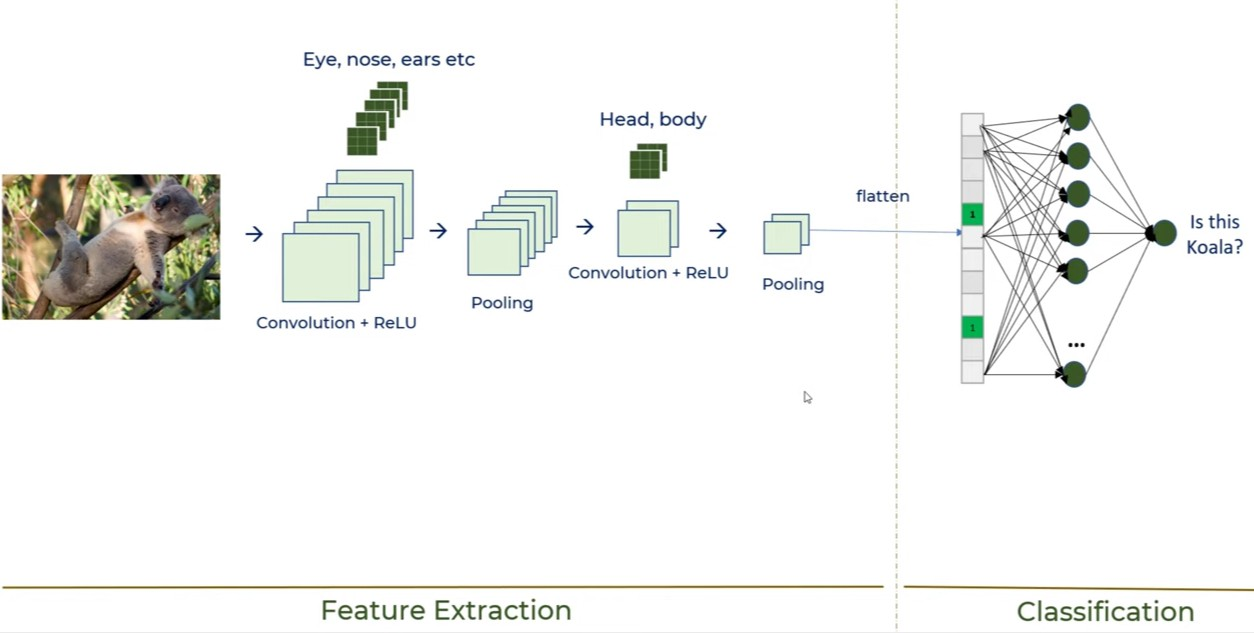 Eye, nose, ears etc
Head, body
flatten
1
Is this
Koala?
Convolution + ReLU
Pooling
Convolution + ReLU
Pooling
1
...
Feature Extraction
Classification